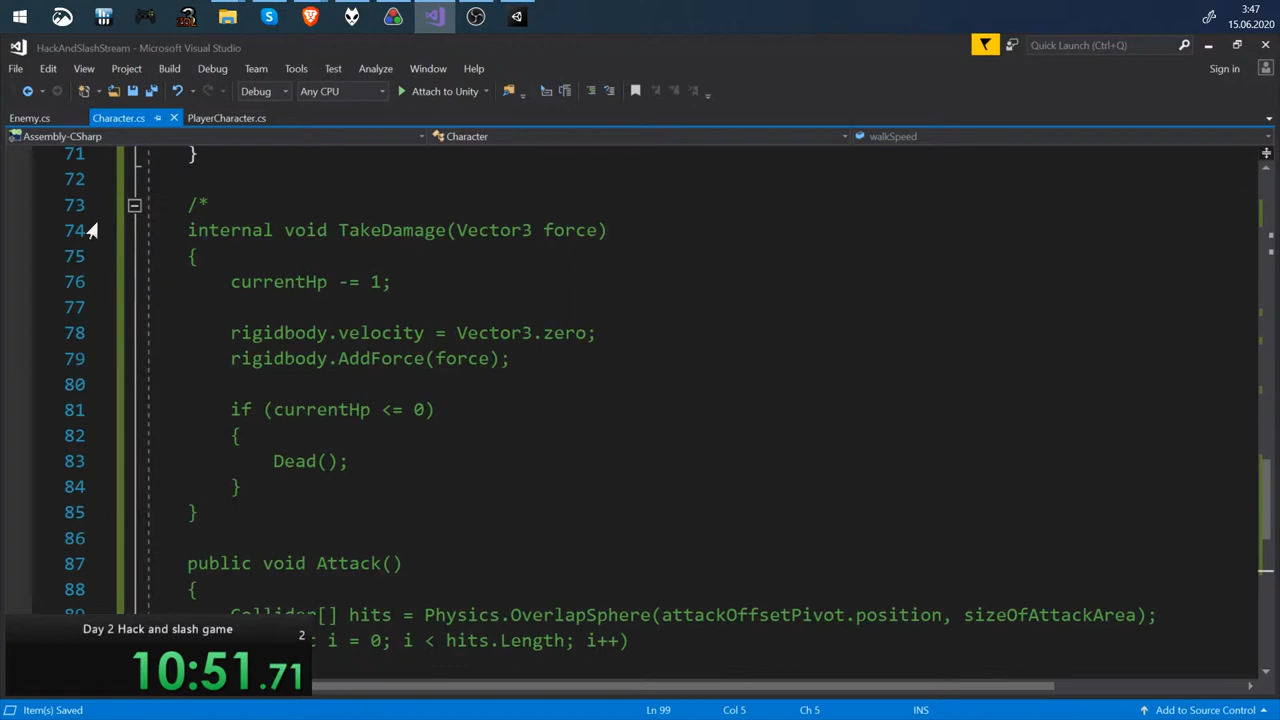 3:47
15.06.2020
HackAndSlashStream - Microsoft Visual Studio
Quick Launch (Ctrl+Q)
File Edit View Project Build Debug Team Tools Test Analyze Window Help
Sign in
Debug Any CPU Attach to Unity
Enemy.cs Character.cs PlayerCharacter.cs
Assembly-CSharp Character walkSpeed
71 }
72
73 /*
74 internal void TakeDamage(Vector3 force)
75 {
76 currentHp -= 1;
77
78 rigidbody.velocity = Vector3.zero;
79 rigidbody.AddForce(force);
80
81 if (currentHp <= 0)
82 {
83 Dead();
84 }
85 }
86
87 public void Attack()
88 {
hits = Physics.OverlapSphere(attackOffsetPivot.position, sizeOfAttackArea);
i = 0; i < hits.Length; i++)
Day 2 Hack and slash game 2
10:51.71
Item(s) Saved Ln 99 Col 5 Ch 5 INS Add to Source Control